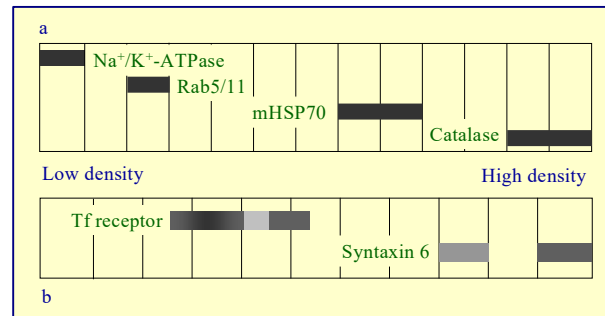 a
Na⁺/K⁺-ATPase
Rab5/11
mHSP70
Catalase
Low density High density
Tf receptor
Syntaxin 6
b